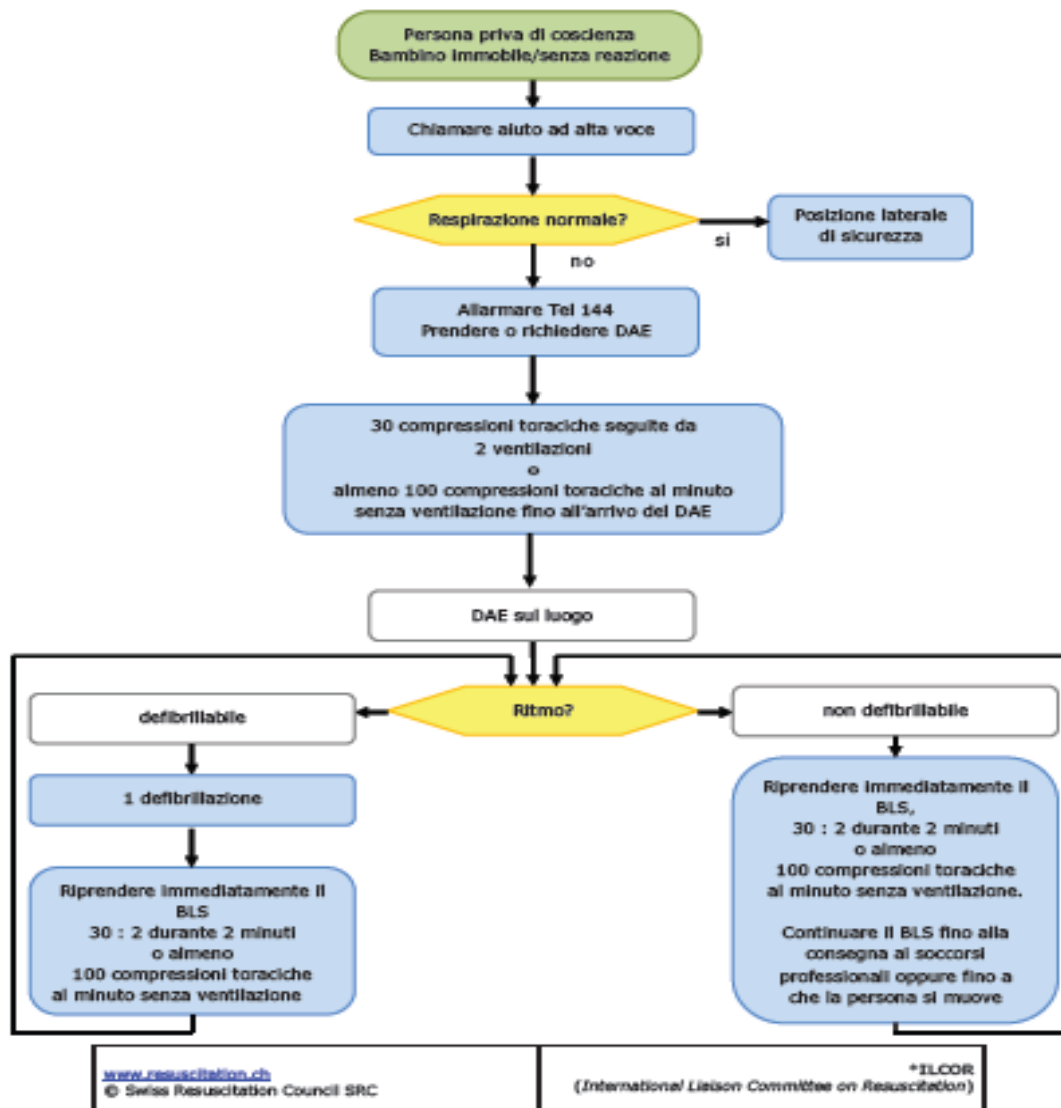 Persona priva di coscienza
Bambino immobile/senza reazione
Chiamare aiuto ad alta voce
Respirazione normale?
si
Posizione laterale
di sicurezza
no
Allarmare Tel 144
Prendere o richiedere DAE
30 compressioni toraciche seguite da
2 ventilazioni
o
almeno 100 compressioni toraciche al minuto
senza ventilazione fino all'arrivo del DAE
DAE sul luogo
Ritmo?
defibrillabile
non defibrillabile
1 defibrillazione
Riprendere immediatamente il
BLS
30 : 2 durante 2 minuti
o almeno
100 compressioni toraciche
al minuto senza ventilazione
Riprendere immediatamente il
BLS,
30 : 2 durante 2 minuti
o almeno
100 compressioni toraciche
al minuto senza ventilazione.
Continuare il BLS fino alla
consegna ai soccorsi
professionali oppure fino a
che la persona si muove
www.resuscitation.ch
© Swiss Resuscitation Council SRC
*ILCOR
(International Liaison Committee on Resuscitation)